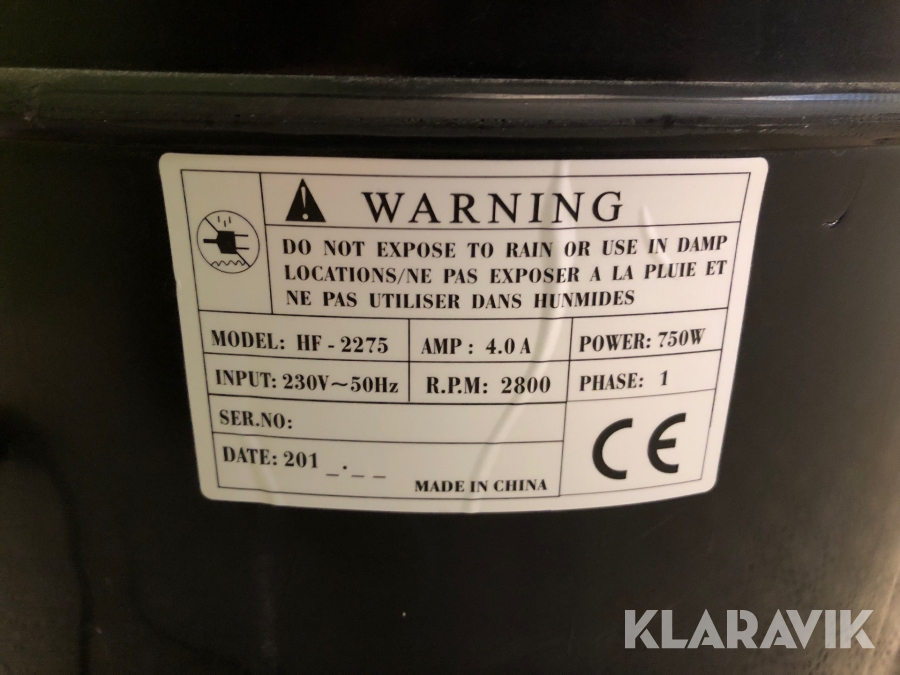 WARNING
DO NOT EXPOSE TO RAIN OR USE IN DAMP
LOCATIONS/NE PAS EXPOSER A LA PLUIE ET
NE PAS UTILISER DANS HUNMIDES
MODEL: HF - 2275 AMP : 4.0 A POWER: 750W
INPUT: 230V~50Hz R.P.M: 2800 PHASE: 1
SER.NO:
CE
DATE: 201 _._ _
MADE IN CHINA
KLARAVIK